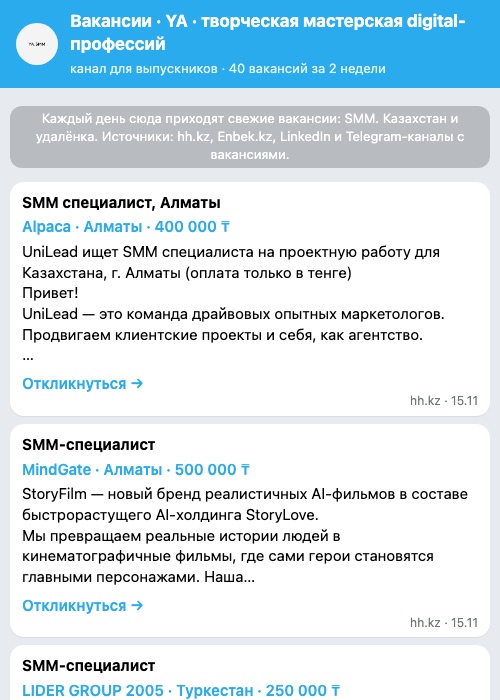 Вакансии · YA · творческая мастерская digital-
профессий
канал для выпускников · 40 вакансий за 2 недели
YA. SMM
Каждый день сюда приходят свежие вакансии: SMM. Казахстан и
удалёнка. Источники: hh.kz, Enbek.kz, LinkedIn и Telegram-каналы с
вакансиями.
SMM специалист, Алматы
Alpaca · Алматы · 400 000 ₸
UniLead ищет SMM специалиста на проектную работу для
Казахстана, г. Алматы (оплата только в тенге)
Привет!
UniLead — это команда драйвовых опытных маркетологов.
Продвигаем клиентские проекты и себя, как агентство.
...
Откликнуться →
hh.kz · 15.11
SMM-специалист
MindGate · Алматы · 500 000 ₸
StoryFilm — новый бренд реалистичных AI-фильмов в составе
быстрорастущего AI-холдинга StoryLove.
Мы превращаем реальные истории людей в
кинематографичные фильмы, где сами герои становятся
главными персонажами. Наша...
Откликнуться →
hh.kz · 15.11
SMM-специалист
LIDER GROUP 2005 · Туркестан · 250 000 ₸